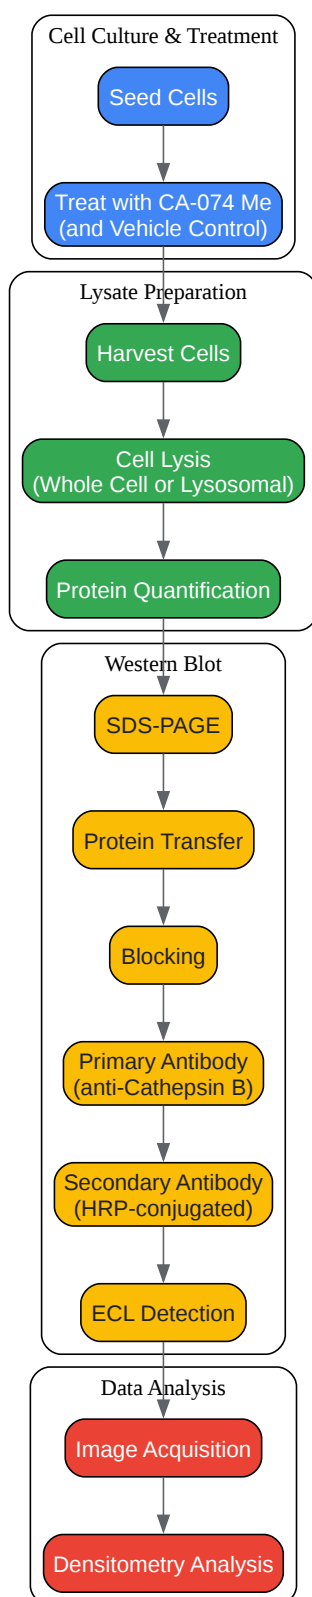 Cell Culture & Treatment
Seed Cells
Treat with CA-074 Me
(and Vehicle Control)
Lysate Preparation
Harvest Cells
Cell Lysis
(Whole Cell or Lysosomal)
Protein Quantification
Western Blot
SDS-PAGE
Protein Transfer
Blocking
Primary Antibody
(anti-Cathepsin B)
Secondary Antibody
(HRP-conjugated)
ECL Detection
Data Analysis
Image Acquisition
Densitometry Analysis